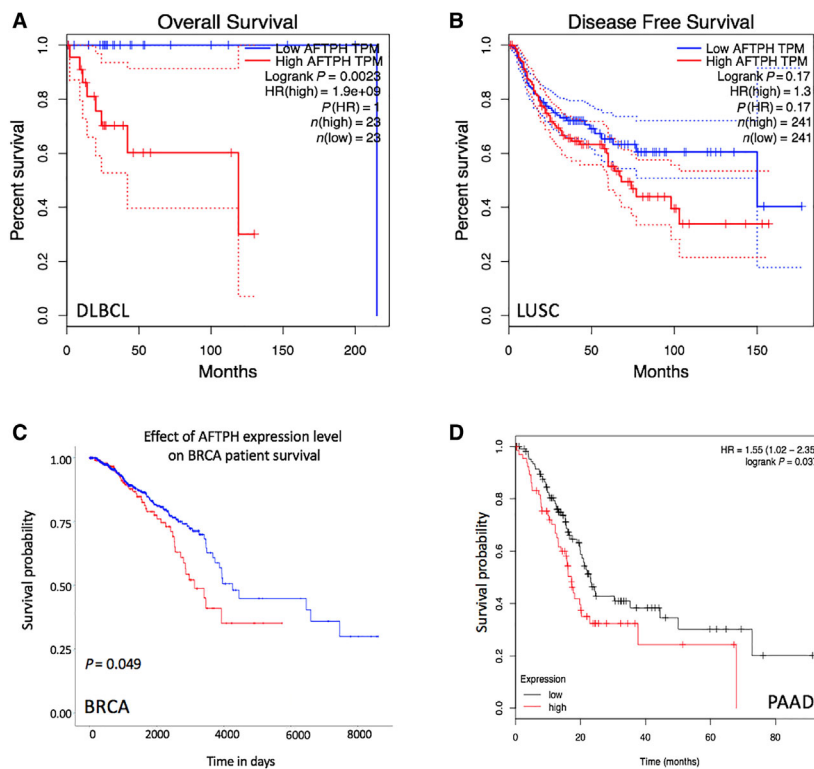 A
Overall Survival
Low AFTPH TPM
High AFTPH TPM
Logrank P = 0.0023
HR(high) = 1.9e+09
P(HR) = 1
n(high) = 23
n(low) = 23
Percent survival
1.0
0.8
0.6
0.4
0.2
0.0
DLBCL
0
50
100
150
200
Months
B
Disease Free Survival
Low AFTPH TPM
High AFTPH TPM
Logrank P = 0.17
HR(high) = 1.3
P(HR) = 0.17
n(high) = 241
n(low) = 241
Percent survival
1.0
0.8
0.6
0.4
0.2
0.0
LUSC
0
50
100
150
Months
C
Effect of AFTPH expression level
on BRCA patient survival
Survival probability
1.00
0.75
0.50
0.25
0.00
P = 0.049
BRCA
0
2000
4000
6000
8000
Time in days
D
HR = 1.55 (1.02 − 2.35
logrank P = 0.037
Survival probability
1.0
0.8
0.6
0.4
0.2
0.0
Expression
low
high
PAAD
0
20
40
60
80
Time (months)